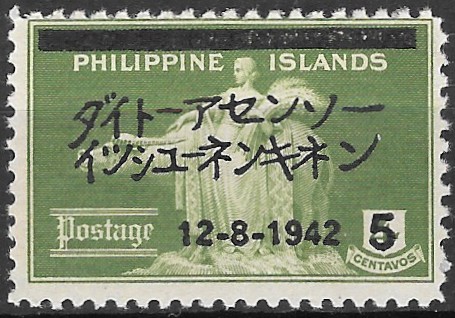 PHILIPPINE ISLANDS
ダイトーアセンソー
イツシューネンキネン
Postage
12-8-1942 5
CENTAVOS